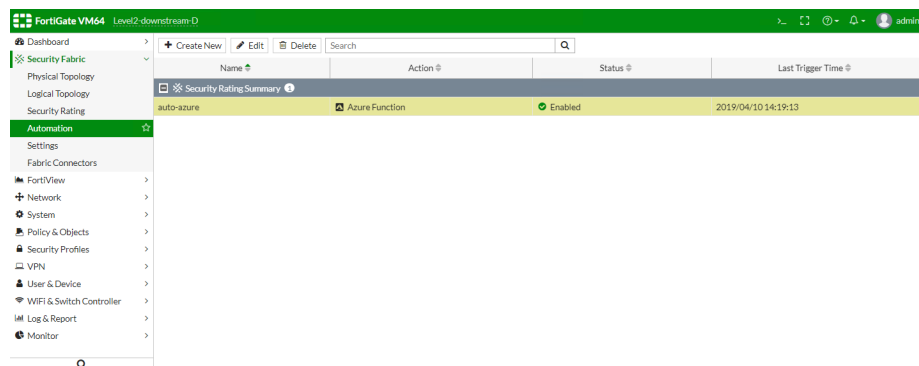 FortiGate VM64 Level2-downstream-D >_ admin
Dashboard
Security Fabric
Physical Topology
Logical Topology
Security Rating
Automation
Settings
Fabric Connectors
FortiView
Network
System
Policy & Objects
Security Profiles
VPN
User & Device
WiFi & Switch Controller
Log & Report
Monitor
+ Create New Edit Delete Search
Name Action Status Last Trigger Time
Security Rating Summary 1
auto-azure Azure Function Enabled 2019/04/10 14:19:13